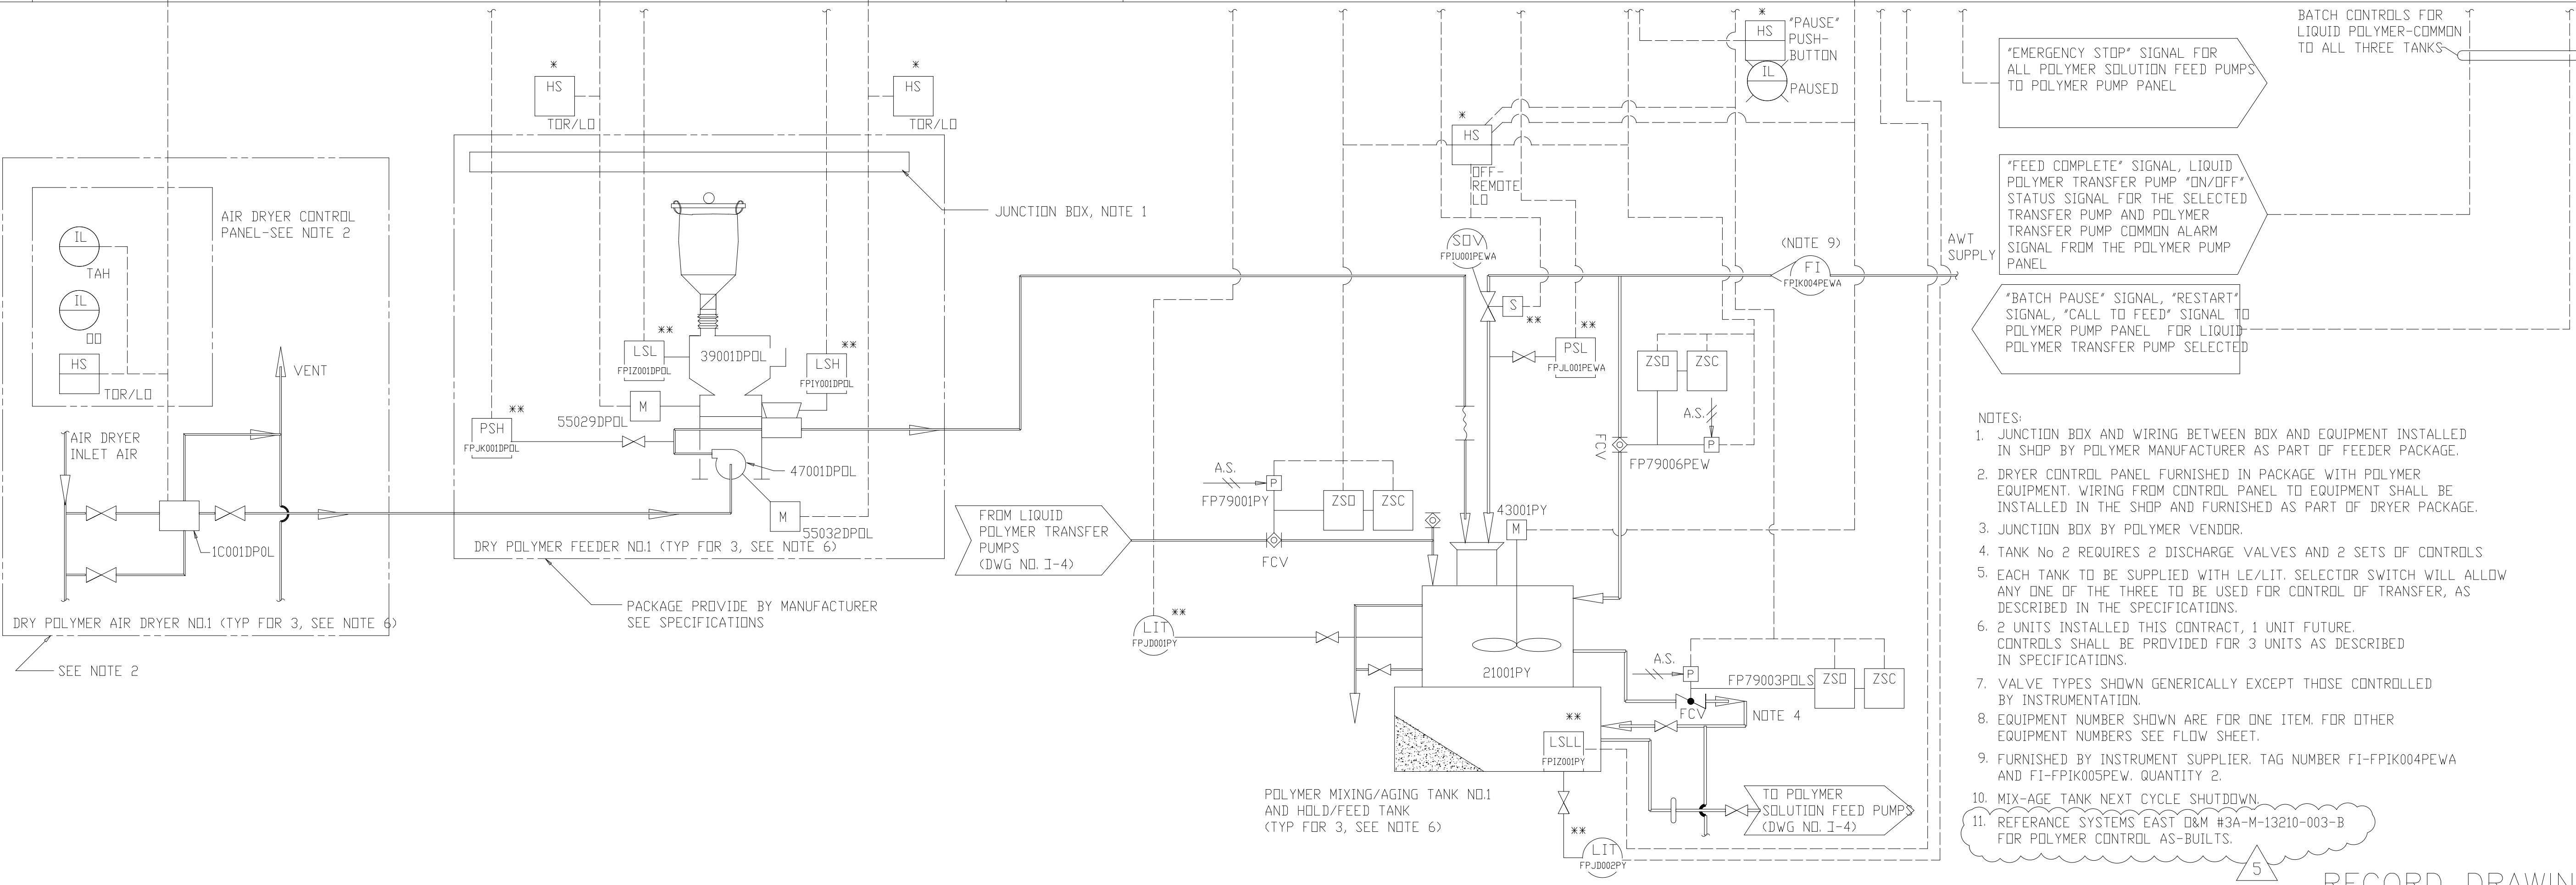 AIR DRYER CONTROL
PANEL-SEE NOTE 2
IL
TAH
IL
OO
HS
TOR/LO
VENT
AIR DRYER
INLET AIR
1C001DPOL
DRY POLYMER AIR DRYER NO.1 (TYP FOR 3, SEE NOTE 6)
SEE NOTE 2
*
HS
TOR/LO
*
HS
TOR/LO
JUNCTION BOX, NOTE 1
**
LSL
FPIZ001DPOL
39001DPOL
**
LSH
FPIY001DPOL
M
55029DPOL
**
PSH
FPJK001DPOL
47001DPOL
M
55032DPOL
DRY POLYMER FEEDER NO.1 (TYP FOR 3, SEE NOTE 6)
PACKAGE PROVIDE BY MANUFACTURER
SEE SPECIFICATIONS
FROM LIQUID
POLYMER TRANSFER
PUMPS
(DWG NO. I-4)
A.S.
P
FP79001PY
ZSO
ZSC
FCV
**
LIT
FPJD001PY
*
HS
"PAUSE"
PUSH-
BUTTON
IL
PAUSED
*
HS
OFF-
REMOTE
LO
SOV
FPIU001PEWA
S
**
**
PSL
FPJL001PEWA
(NOTE 9)
FI
FPIK004PEWA
AWT
SUPPLY
ZSO
ZSC
A.S.
P
FCV
FP79006PEW
43001PY
M
21001PY
A.S.
P
FP79003POLS
ZSO
ZSC
FCV
NOTE 4
**
LSLL
FPIZ001PY
POLYMER MIXING/AGING TANK NO.1
AND HOLD/FEED TANK
(TYP FOR 3, SEE NOTE 6)
TO POLYMER
SOLUTION FEED PUMPS
(DWG NO. I-4)
**
LIT
FPJD002PY
BATCH CONTROLS FOR
LIQUID POLYMER-COMMON
TO ALL THREE TANKS
"EMERGENCY STOP" SIGNAL FOR
ALL POLYMER SOLUTION FEED PUMPS
TO POLYMER PUMP PANEL
"FEED COMPLETE" SIGNAL, LIQUID
POLYMER TRANSFER PUMP "ON/OFF"
STATUS SIGNAL FOR THE SELECTED
TRANSFER PUMP AND POLYMER
TRANSFER PUMP COMMON ALARM
SIGNAL FROM THE POLYMER PUMP
PANEL
"BATCH PAUSE" SIGNAL, "RESTART"
SIGNAL, "CALL TO FEED" SIGNAL TO
POLYMER PUMP PANEL FOR LIQUID
POLYMER TRANSFER PUMP SELECTED
NOTES:
1. JUNCTION BOX AND WIRING BETWEEN BOX AND EQUIPMENT INSTALLED
IN SHOP BY POLYMER MANUFACTURER AS PART OF FEEDER PACKAGE.
2. DRYER CONTROL PANEL FURNISHED IN PACKAGE WITH POLYMER
EQUIPMENT. WIRING FROM CONTROL PANEL TO EQUIPMENT SHALL BE
INSTALLED IN THE SHOP AND FURNISHED AS PART OF DRYER PACKAGE.
3. JUNCTION BOX BY POLYMER VENDOR.
4. TANK No 2 REQUIRES 2 DISCHARGE VALVES AND 2 SETS OF CONTROLS
5. EACH TANK TO BE SUPPLIED WITH LE/LIT. SELECTOR SWITCH WILL ALLOW
ANY ONE OF THE THREE TO BE USED FOR CONTROL OF TRANSFER, AS
DESCRIBED IN THE SPECIFICATIONS.
6. 2 UNITS INSTALLED THIS CONTRACT, 1 UNIT FUTURE.
CONTROLS SHALL BE PROVIDED FOR 3 UNITS AS DESCRIBED
IN SPECIFICATIONS.
7. VALVE TYPES SHOWN GENERICALLY EXCEPT THOSE CONTROLLED
BY INSTRUMENTATION.
8. EQUIPMENT NUMBER SHOWN ARE FOR ONE ITEM. FOR OTHER
EQUIPMENT NUMBERS SEE FLOW SHEET.
9. FURNISHED BY INSTRUMENT SUPPLIER. TAG NUMBER FI-FPIK004PEWA
AND FI-FPIK005PEW. QUANTITY 2.
10. MIX-AGE TANK NEXT CYCLE SHUTDOWN.
11. REFERANCE SYSTEMS EAST O&M #3A-M-13210-003-B
FOR POLYMER CONTROL AS-BUILTS.
5
RECORD